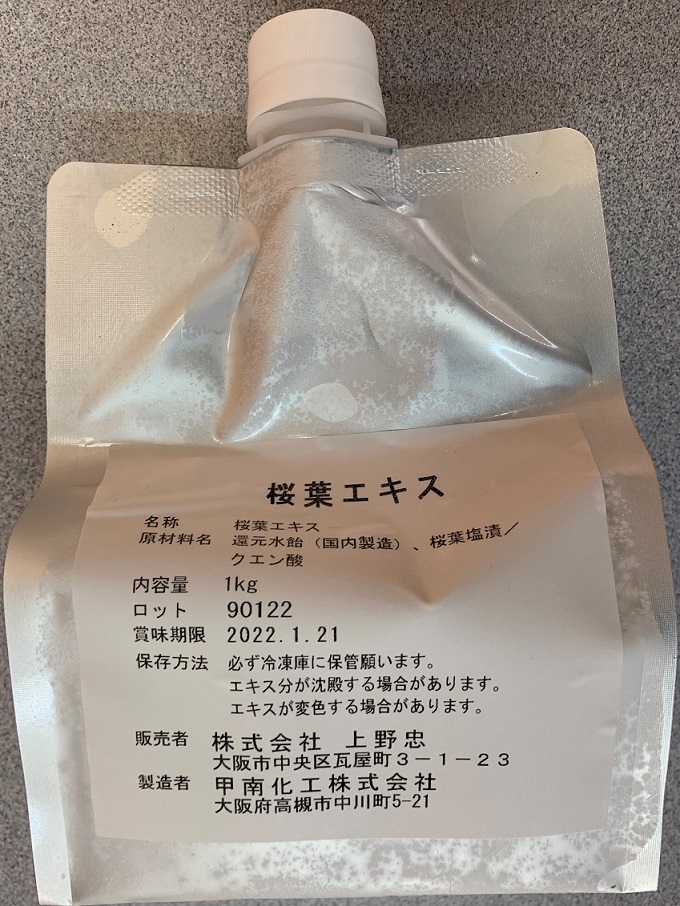 桜葉エキス
名称 桜葉エキス
原材料名 還元水飴（国内製造）、桜葉塩漬／
クエン酸
内容量 1kg
ロット 90122
賞味期限 2022.1.21
保存方法 必ず冷凍庫に保管願います。
エキス分が沈殿する場合があります。
エキスが変色する場合があります。
販売者 株式会社 上野忠
大阪市中央区瓦屋町３－１－２３
製造者 甲南化工株式会社
大阪府高槻市中川町5-21